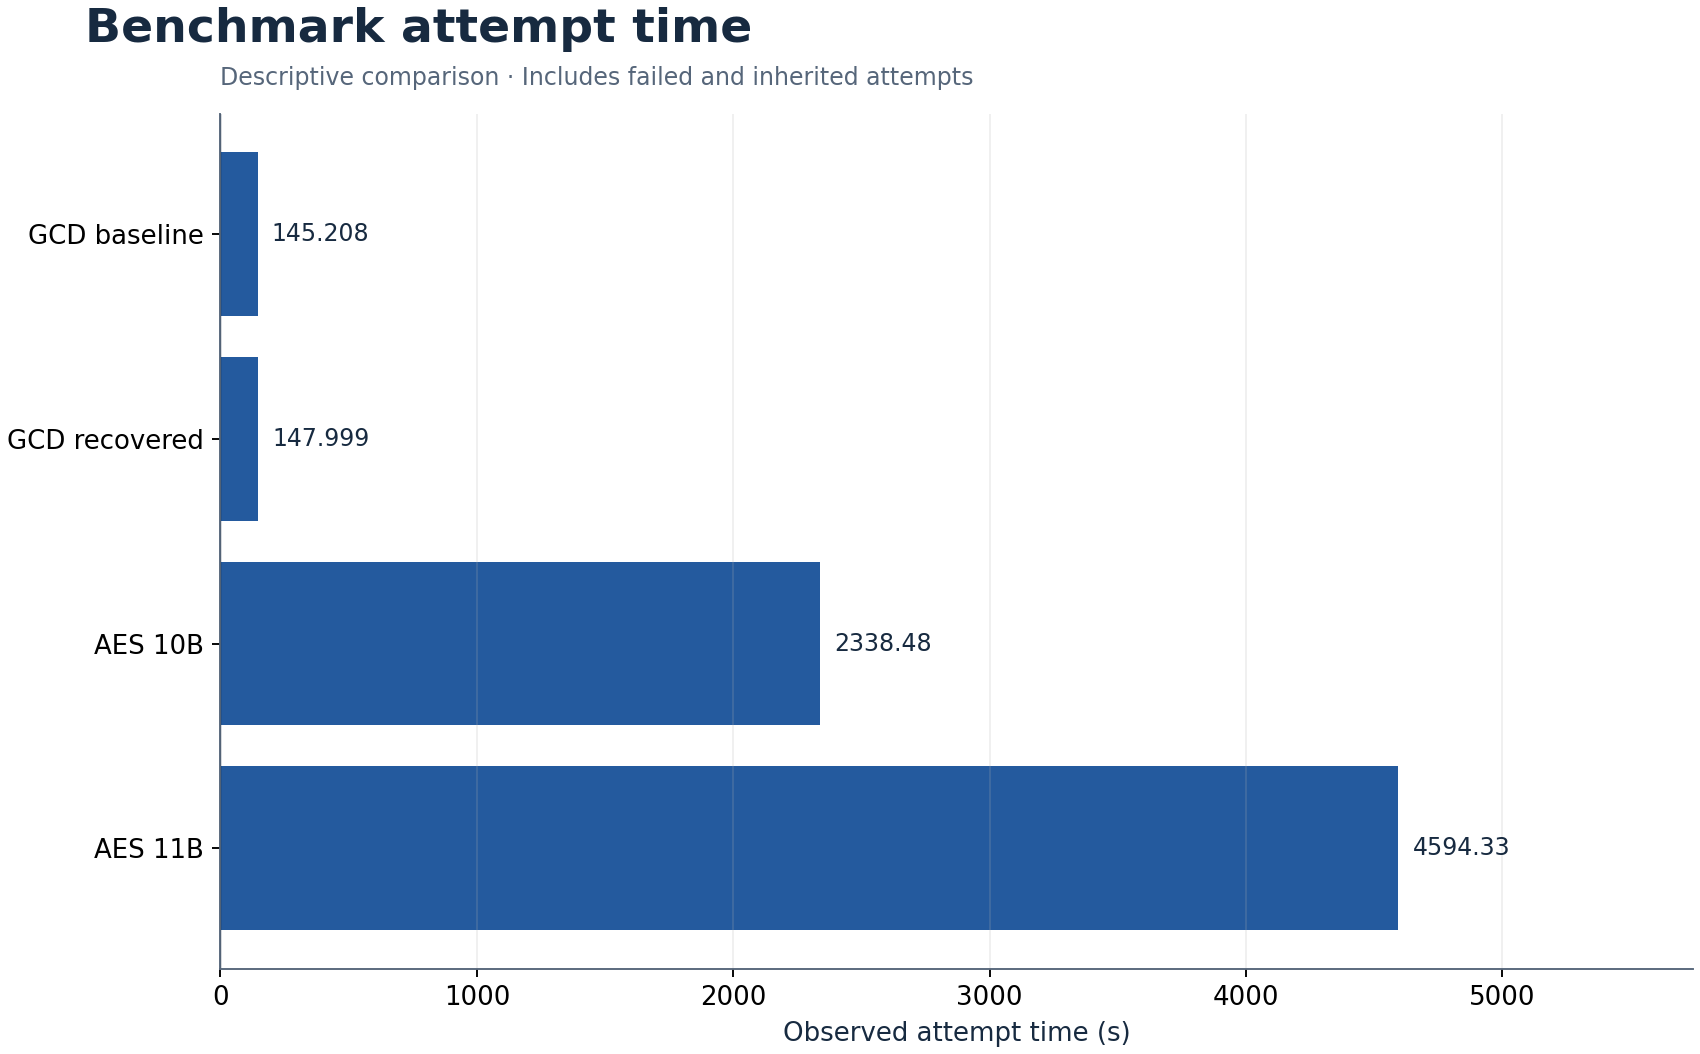 Benchmark attempt time
Descriptive comparison · Includes failed and inherited attempts
GCD baseline
145.208
GCD recovered
147.999
AES 10B
2338.48
AES 11B
4594.33
0 1000 2000 3000 4000 5000
Observed attempt time (s)